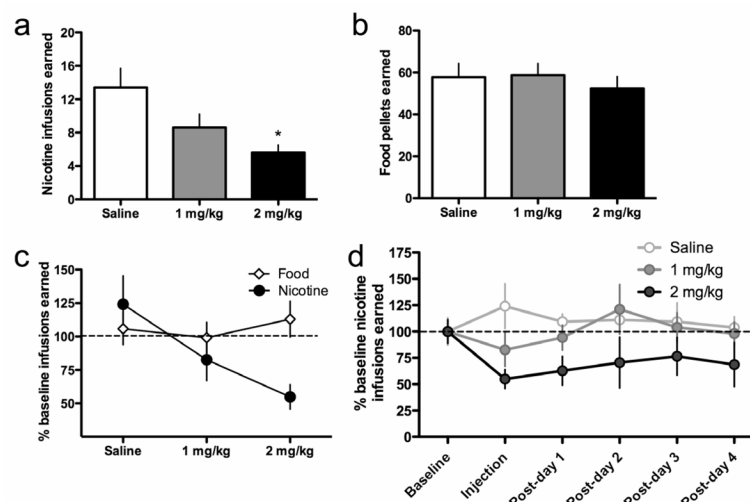 a
Nicotine infusions earned
20
16
12
8
4
0
*
Saline 1 mg/kg 2 mg/kg
b
Food pellets earned
80
60
40
20
0
Saline 1 mg/kg 2 mg/kg
c
% baseline infusions earned
150
125
100
75
50
Food
Nicotine
Saline 1 mg/kg 2 mg/kg
d
% baseline nicotine
infusions earned
175
150
125
100
75
50
25
0
Saline
1 mg/kg
2 mg/kg
Baseline
Injection
Post-day 1
Post-day 2
Post-day 3
Post-day 4